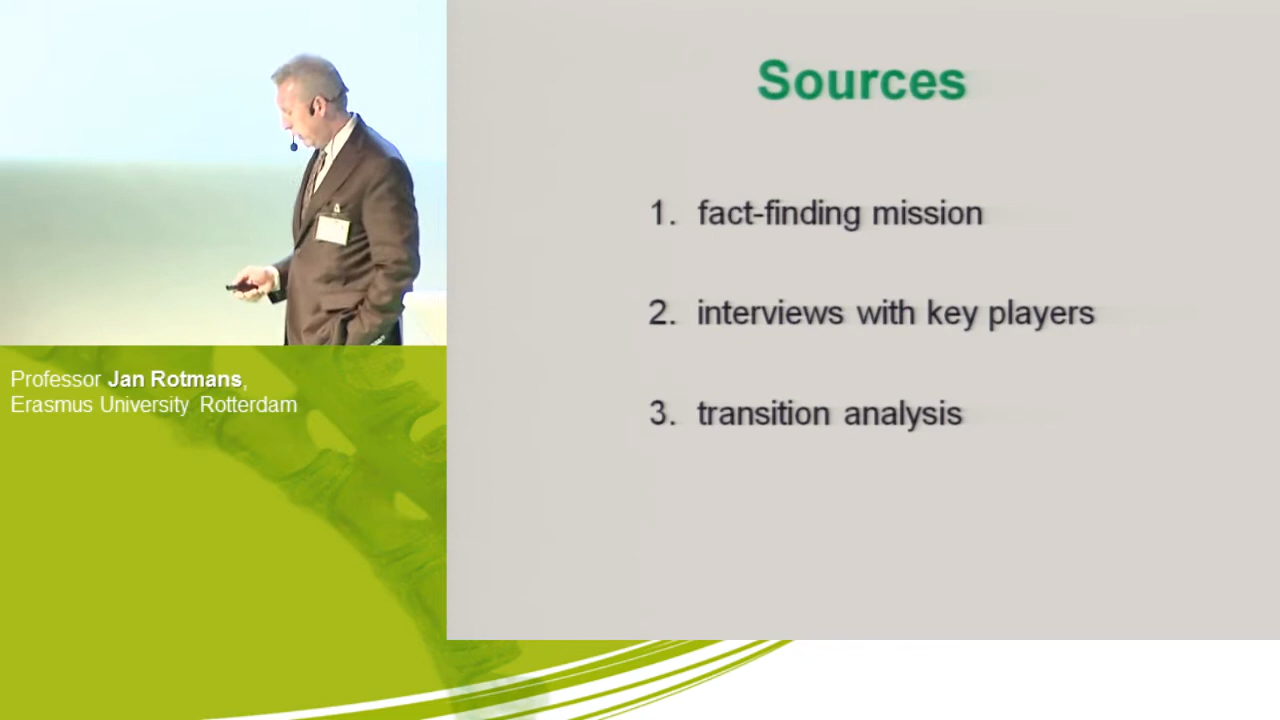 Sources
1. fact-finding mission
2. interviews with key players
3. transition analysis
Professor Jan Rotmans,
Erasmus University Rotterdam